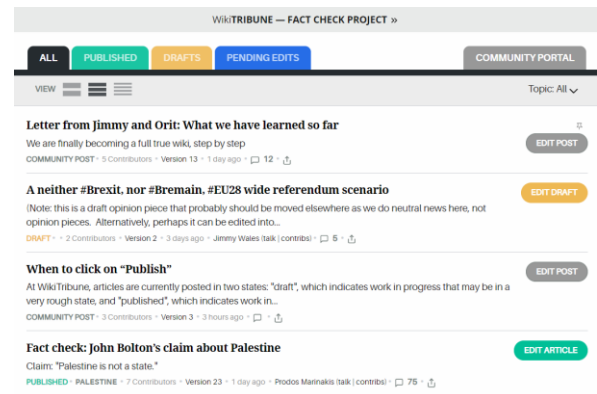 WikiTRIBUNE — FACT CHECK PROJECT »
ALL PUBLISHED DRAFTS PENDING EDITS COMMUNITY PORTAL
VIEW Topic: All
Letter from Jimmy and Orit: What we have learned so far
We are finally becoming a full true wiki, step by step EDIT POST
COMMUNITY POST • 5 Contributors • Version 13 • 1 day ago • 12 •
A neither #Brexit, nor #Bremain, #EU28 wide referendum scenario EDIT DRAFT
(Note: this is a draft opinion piece that probably should be moved elsewhere as we do neutral news here, not
opinion pieces. Alternatively, perhaps it can be edited into...
DRAFT • • 2 Contributors • Version 2 • 3 days ago • Jimmy Wales (talk | contribs) • 5 •
When to click on “Publish” EDIT POST
At WikiTribune, articles are currently posted in two states: "draft", which indicates work in progress that may be in a
very rough state, and "published", which indicates work in...
COMMUNITY POST • 3 Contributors • Version 3 • 3 hours ago • •
Fact check: John Bolton’s claim about Palestine EDIT ARTICLE
Claim: "Palestine is not a state."
PUBLISHED • PALESTINE • 7 Contributors • Version 23 • 1 day ago • Prodos Marinakis (talk | contribs) • 75 •